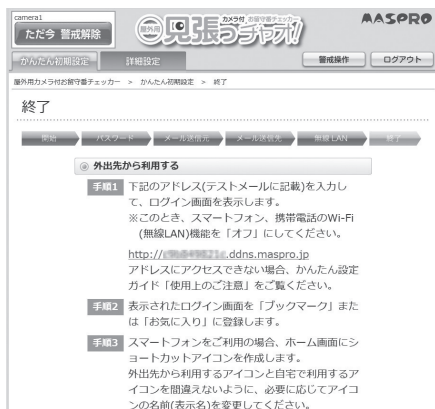 camera1
ただ今 警戒解除
屋外用 カメラ付 お留守番チェッカー
見張っチャオ!
MASPRO
かんたん初期設定
詳細設定
警戒操作
ログアウト
屋外用カメラ付お留守番チェッカー > かんたん初期設定 > 終了
終了
開始
パスワード
メール送信元
メール送信先
無線 LAN
終了
外出先から利用する
手順1 下記のアドレス(テストメールに記載)を入力し
て、ログイン画面を表示します。
※このとき、スマートフォン、携帯電話のWi-Fi
(無線LAN)機能を「オフ」にしてください。
http:// .ddns.maspro.jp
アドレスにアクセスできない場合、かんたん設定
ガイド「使用上のご注意」をご覧ください。
手順2 表示されたログイン画面を「ブックマーク」また
は「お気に入り」に登録します。
手順3 スマートフォンをご利用の場合、ホーム画面にシ
ョートカットアイコンを作成します。
外出先から利用するアイコンと自宅で利用するア
イコンを間違えないように、必要に応じてアイコ
ンの名前(表示名)を変更してください。